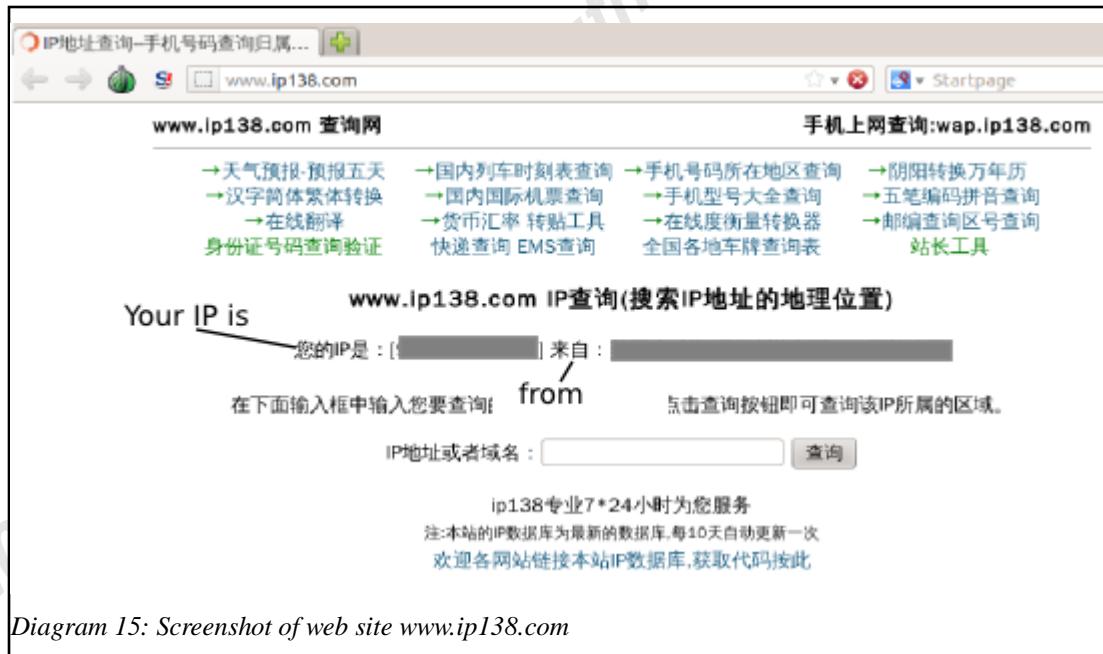 IP地址查询–手机号码查询归属...
www.ip138.com Startpage
www.ip138.com 查询网 手机上网查询:wap.ip138.com
→天气预报·预报五天 →国内列车时刻表查询 →手机号码所在地区查询 →阴阳转换万年历
→汉字简体繁体转换 →国内国际机票查询 →手机型号大全查询 →五笔编码拼音查询
→在线翻译 →货币汇率 转贴工具 →在线度衡量转换器 →邮编查询区号查询
身份证号码查询验证 快递查询 EMS查询 全国各地车牌查询表 站长工具
www.ip138.com IP查询(搜索IP地址的地理位置)
Your IP is
您的IP是：[ ] 来自：
from
在下面输入框中输入您要查询 点击查询按钮即可查询该IP所属的区域。
IP地址或者域名： 查询
ip138专业7*24小时为您服务
注:本站的IP数据库为最新的数据库,每10天自动更新一次
欢迎各网站链接本站IP数据库,获取代码按此
Diagram 15: Screenshot of web site www.ip138.com